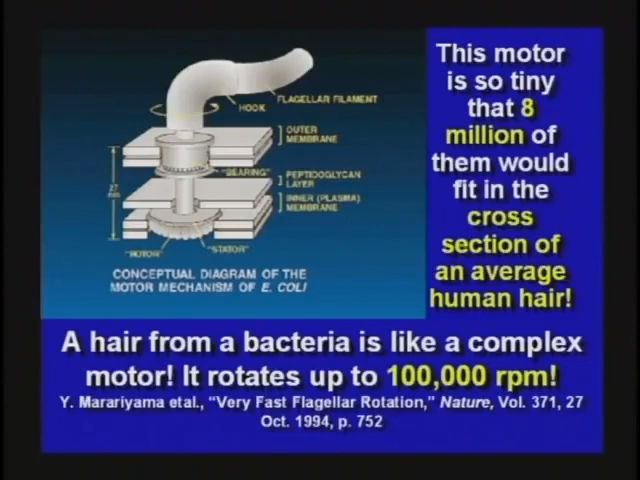 This motor
is so tiny
that 8
million of
them would
fit in the
cross
section of
an average
human hair!
FLAGELLAR FILAMENT
HOOK
OUTER
MEMBRANE
"BEARING"
PEPTIDOGLYCAN
LAYER
INNER (PLASMA)
MEMBRANE
27
nm
"ROTOR"
"STATOR"
CONCEPTUAL DIAGRAM OF THE
MOTOR MECHANISM OF E. COLI
A hair from a bacteria is like a complex
motor! It rotates up to 100,000 rpm!
Y. Marariyama etal., “Very Fast Flagellar Rotation,” Nature, Vol. 371, 27
Oct. 1994, p. 752